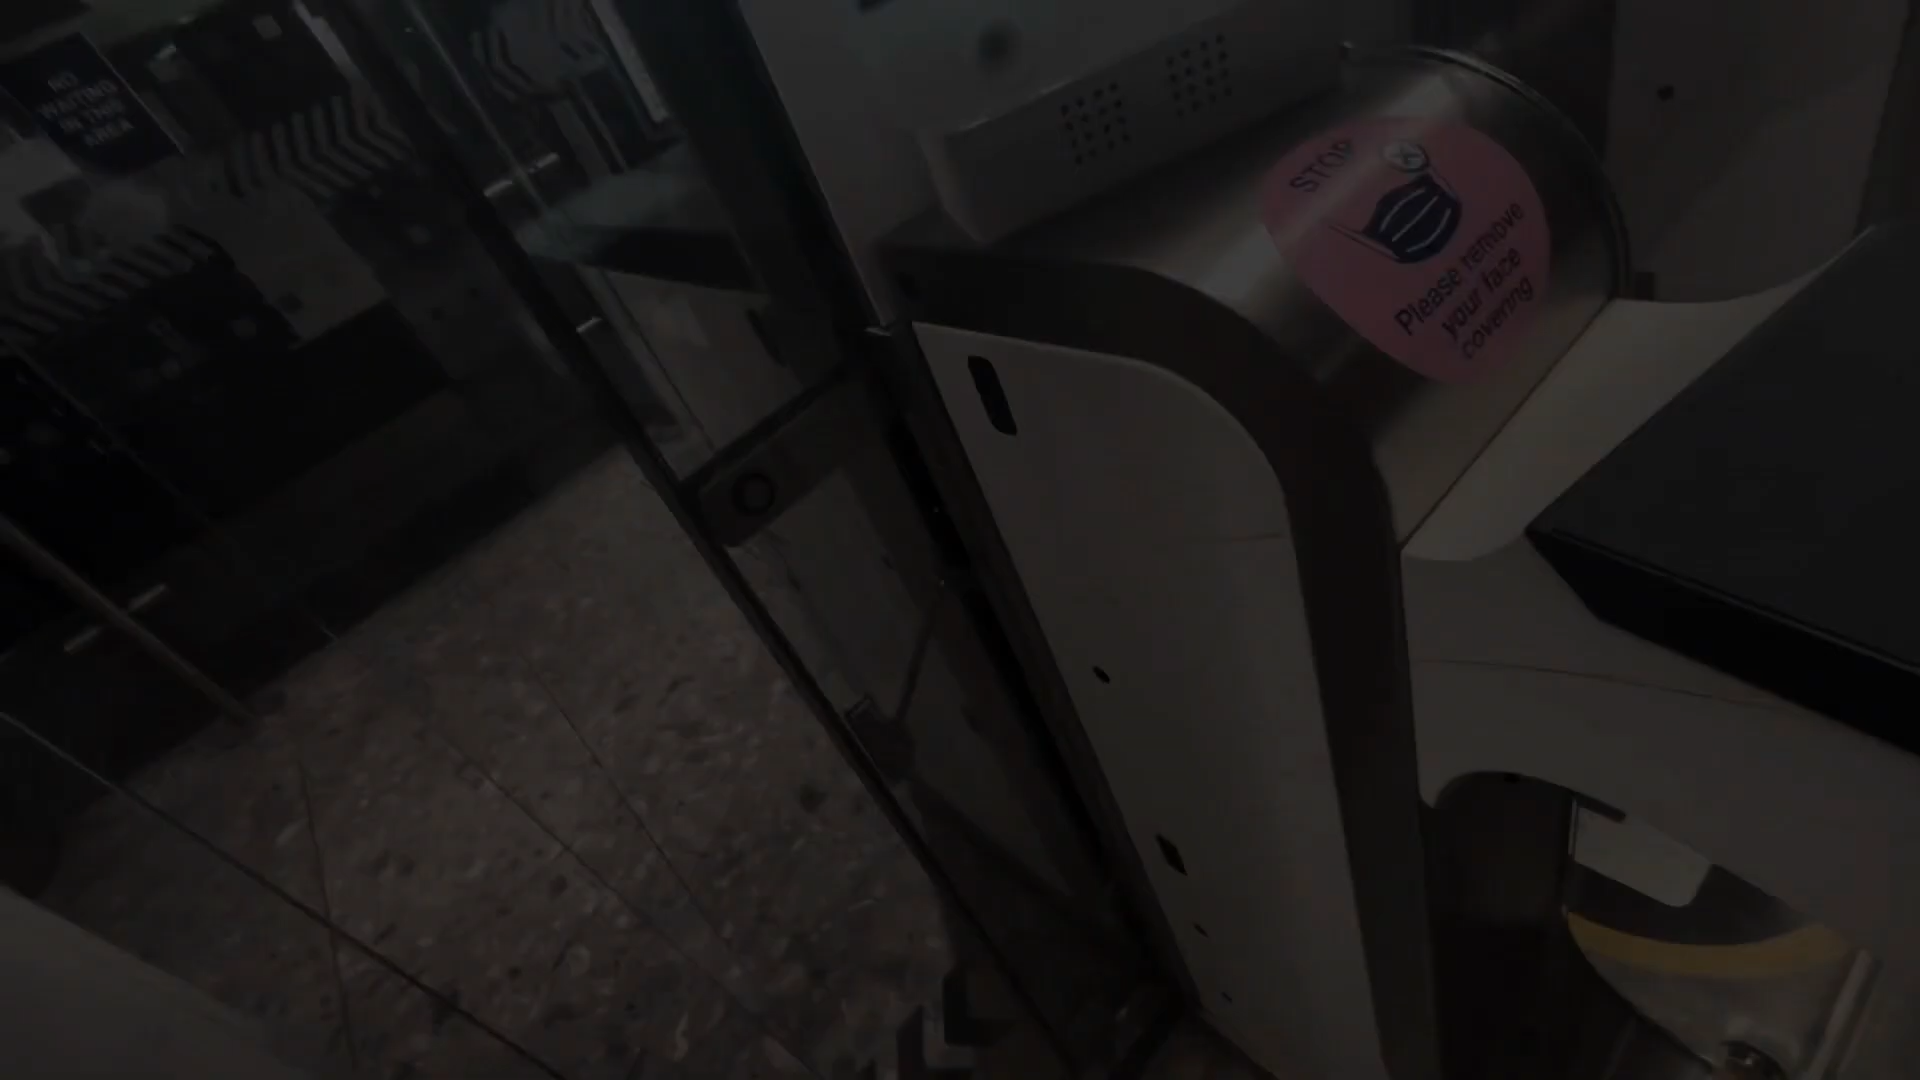 NO
WAITING
IN THIS
AREA
STOP
Please remove
your face
covering